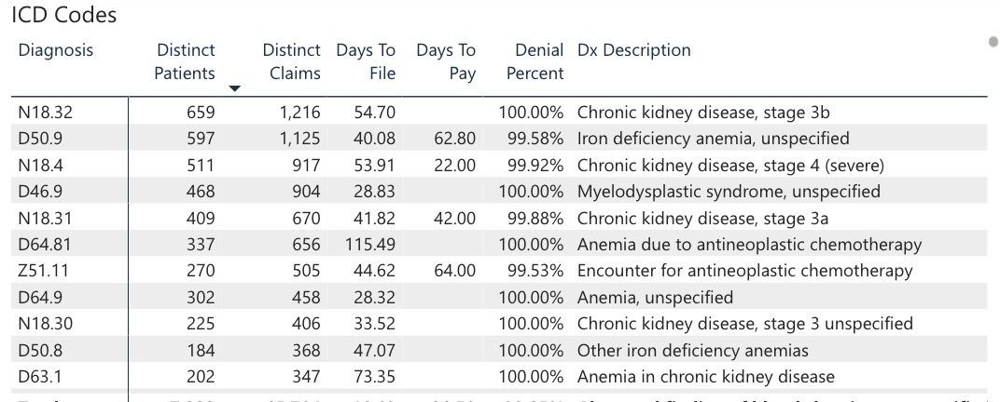 ICD Codes
Diagnosis Distinct Patients Distinct Claims Days To File Days To Pay Denial Percent Dx Description
N18.32 659 1,216 54.70 100.00% Chronic kidney disease, stage 3b
D50.9 597 1,125 40.08 62.80 99.58% Iron deficiency anemia, unspecified
N18.4 511 917 53.91 22.00 99.92% Chronic kidney disease, stage 4 (severe)
D46.9 468 904 28.83 100.00% Myelodysplastic syndrome, unspecified
N18.31 409 670 41.82 42.00 99.88% Chronic kidney disease, stage 3a
D64.81 337 656 115.49 100.00% Anemia due to antineoplastic chemotherapy
Z51.11 270 505 44.62 64.00 99.53% Encounter for antineoplastic chemotherapy
D64.9 302 458 28.32 100.00% Anemia, unspecified
N18.30 225 406 33.52 100.00% Chronic kidney disease, stage 3 unspecified
D50.8 184 368 47.07 100.00% Other iron deficiency anemias
D63.1 202 347 73.35 100.00% Anemia in chronic kidney disease